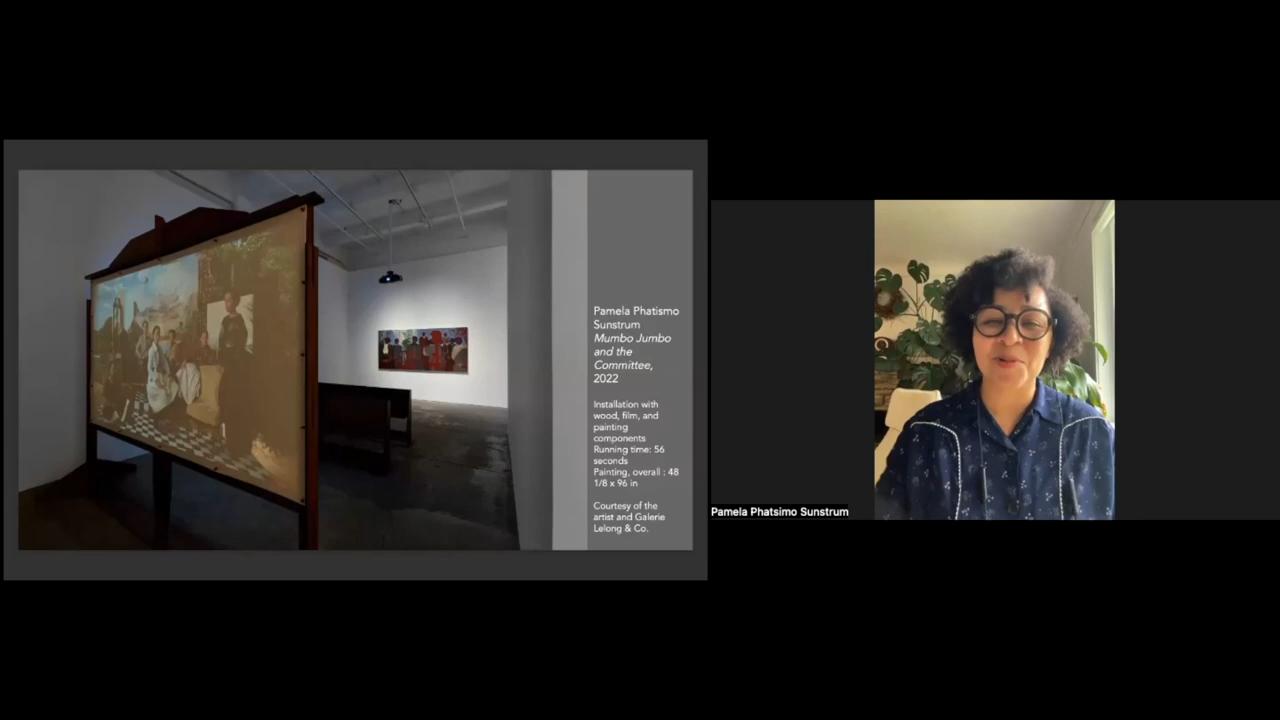 Pamela Phatismo
Sunstrum
Mumbo Jumbo
and the
Committee,
2022
Installation with
wood, film, and
painting
components
Running time: 56
seconds
Painting, overall : 48
1/8 x 96 in
Courtesy of the
artist and Galerie
Lelong & Co.
Pamela Phatsimo Sunstrum